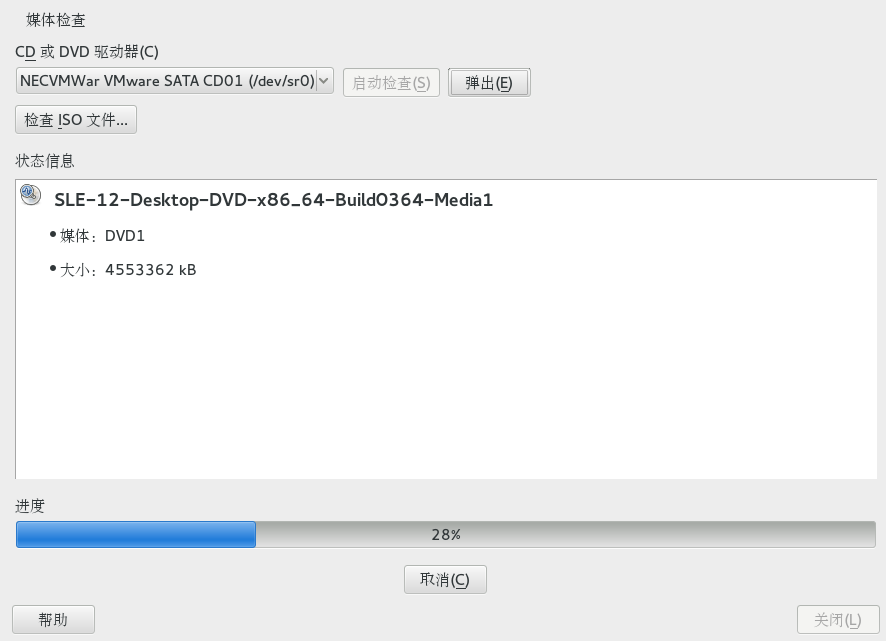 媒体检查
CD 或 DVD 驱动器(C)
NECVMWar VMware SATA CD01 (/dev/sr0) 启动检查(S) 弹出(E)
检查 ISO 文件...
状态信息
SLE-12-Desktop-DVD-x86_64-Build0364-Media1
• 媒体：DVD1
• 大小：4553362 kB
进度
28%
取消(C)
帮助 关闭(L)